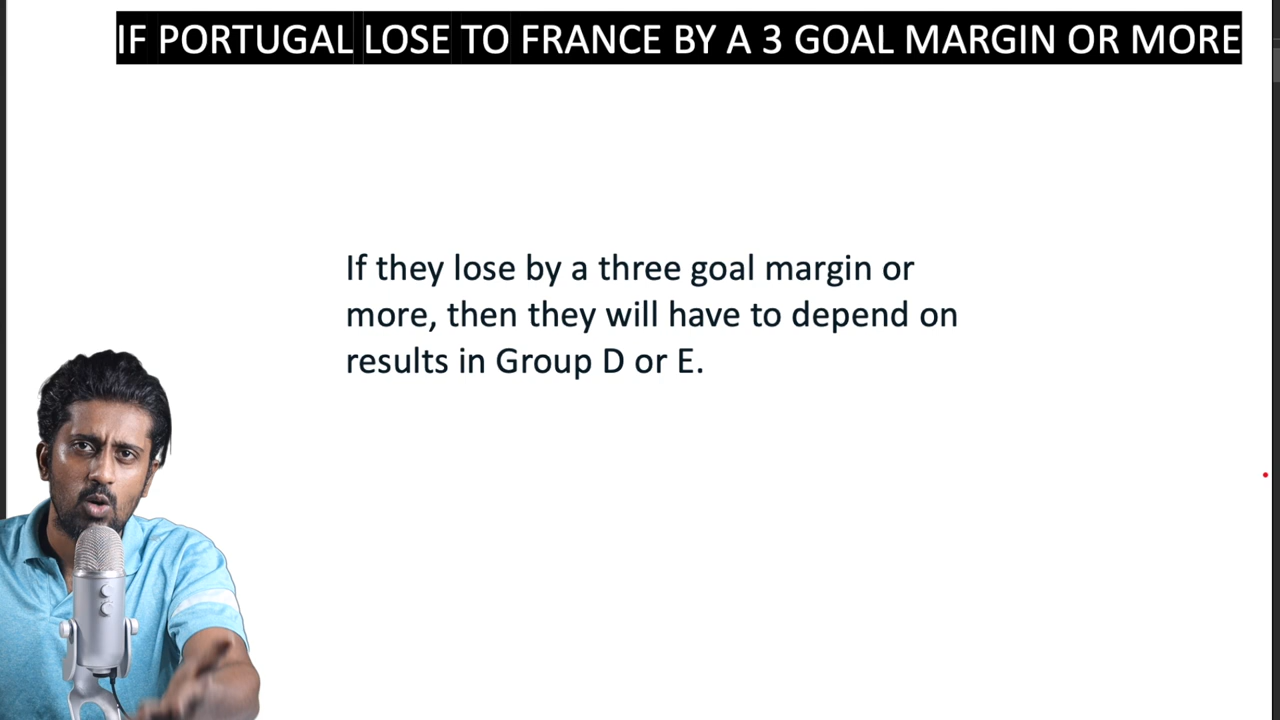 IF PORTUGAL LOSE TO FRANCE BY A 3 GOAL MARGIN OR MORE
If they lose by a three goal margin or
more, then they will have to depend on
results in Group D or E.